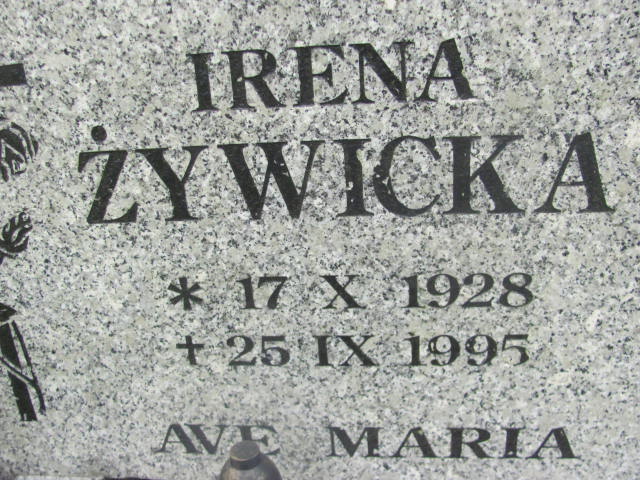 IRENA
ŻYWICKA
* 17 X 1928
+ 25 IX 1995
AVE MARIA